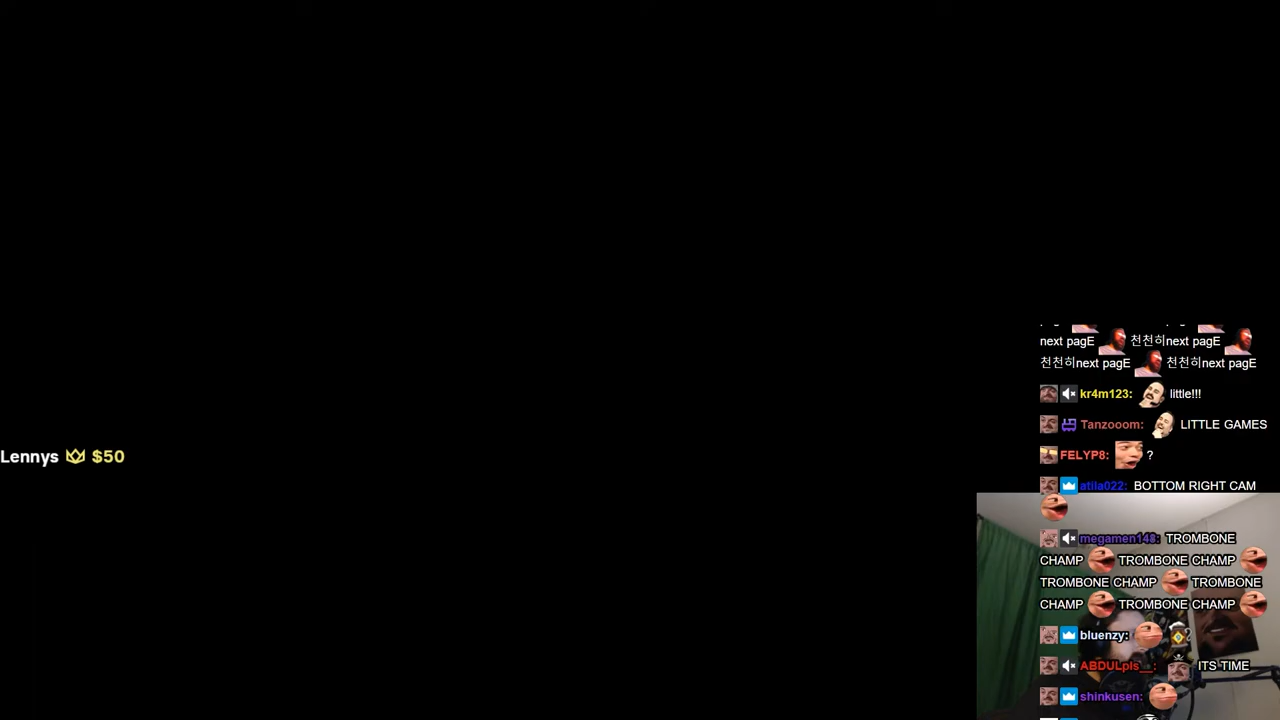 next pagE 천천히next pagE
천천히next pagE 천천히next pagE
kr4m123: little!!!
Tanzooom: LITTLE GAMES
FELYP8: ?
Lennys $50
atila022: BOTTOM RIGHT CAM
megamen148: TROMBONE
CHAMP TROMBONE CHAMP
TROMBONE CHAMP TROMBONE
CHAMP TROMBONE CHAMP
bluenzy:
ABDULpls__: ITS TIME
shinkusen: